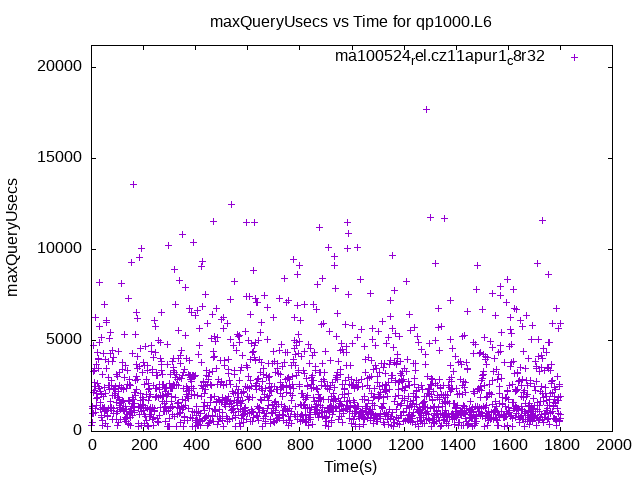 maxQueryUsecs vs Time for qp1000.L6
ma100524_rel.cz11apur1_c8r32
20000
15000
10000
5000
0
maxQueryUsecs
0 200 400 600 800 1000 1200 1400 1600 1800 2000
Time(s)